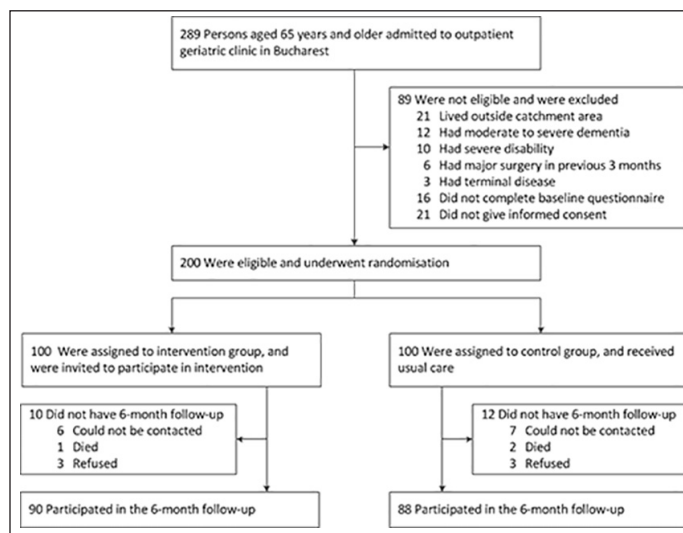 289 Persons aged 65 years and older admitted to outpatient
geriatric clinic in Bucharest
89 Were not eligible and were excluded
21 Lived outside catchment area
12 Had moderate to severe dementia
10 Had severe disability
6 Had major surgery in previous 3 months
3 Had terminal disease
16 Did not complete baseline questionnaire
21 Did not give informed consent
200 Were eligible and underwent randomisation
100 Were assigned to intervention group, and
were invited to participate in intervention
100 Were assigned to control group, and received
usual care
10 Did not have 6-month follow-up
6 Could not be contacted
1 Died
3 Refused
12 Did not have 6-month follow-up
7 Could not be contacted
2 Died
3 Refused
90 Participated in the 6-month follow-up
88 Participated in the 6-month follow-up